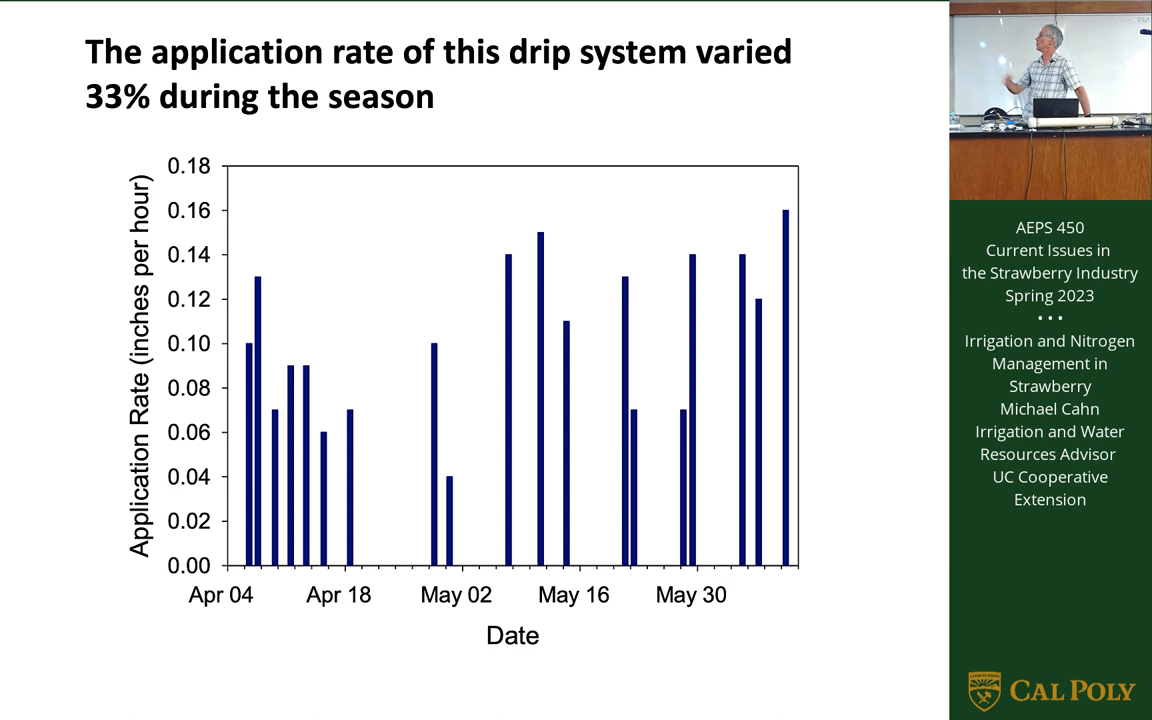 The application rate of this drip system varied
33% during the season
Application Rate (inches per hour)
0.18
0.16
0.14
0.12
0.10
0.08
0.06
0.04
0.02
0.00
Apr 04
Apr 18
May 02
May 16
May 30
Date
AEPS 450
Current Issues in
the Strawberry Industry
Spring 2023
• • •
Irrigation and Nitrogen
Management in
Strawberry
Michael Cahn
Irrigation and Water
Resources Advisor
UC Cooperative
Extension
CAL POLY